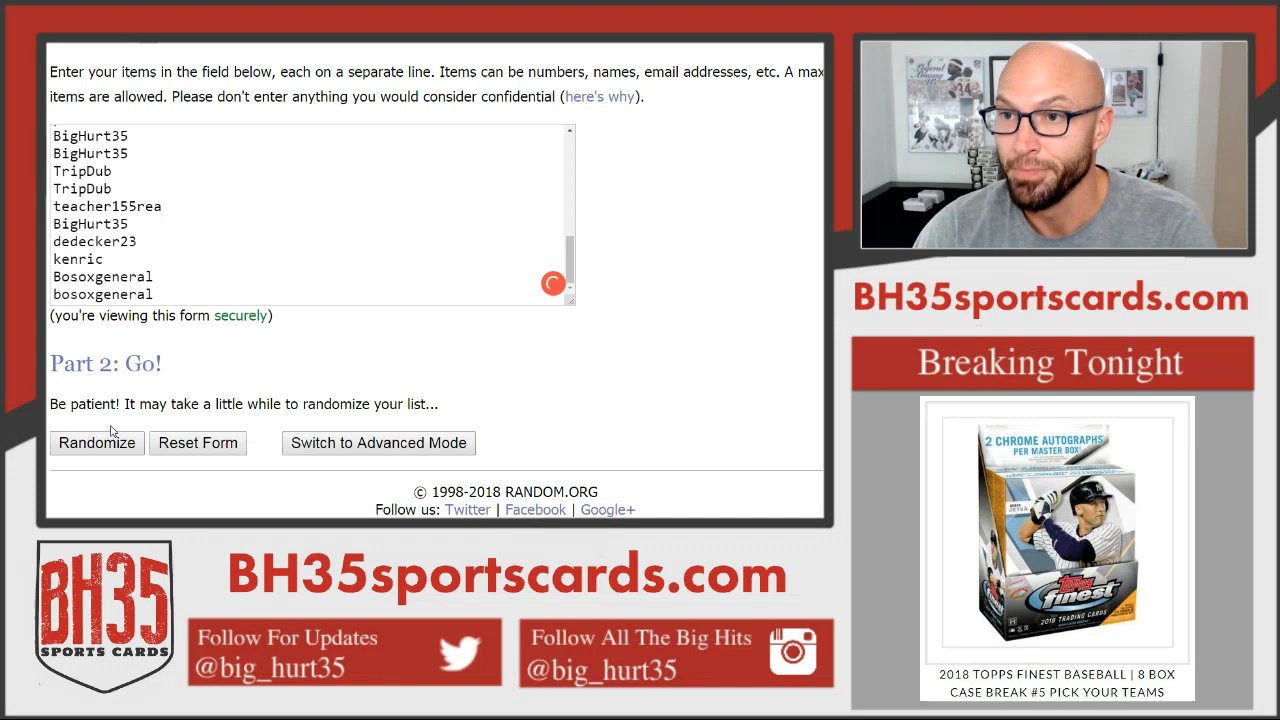 Enter your items in the field below, each on a separate line. Items can be numbers, names, email addresses, etc. A max
items are allowed. Please don't enter anything you would consider confidential (here's why).
BigHurt35
BigHurt35
TripDub
TripDub
teacher155rea
BigHurt35
dedecker23
kenric
Bosoxgeneral
bosoxgeneral
(you're viewing this form securely)
Part 2: Go!
Be patient! It may take a little while to randomize your list...
Randomize Reset Form Switch to Advanced Mode
© 1998-2018 RANDOM.ORG
Follow us: Twitter | Facebook | Google+
BH35sportscards.com
Breaking Tonight
2 CHROME AUTOGRAPHS
PER MASTER BOX!
DEREK
JETER
Topps
finest
2018 TRADING CARDS
2018 TOPPS FINEST BASEBALL | 8 BOX
CASE BREAK #5 PICK YOUR TEAMS
BH35
SPORTS CARDS
BH35sportscards.com
Follow For Updates
@big_hurt35
Follow All The Big Hits
@big_hurt35